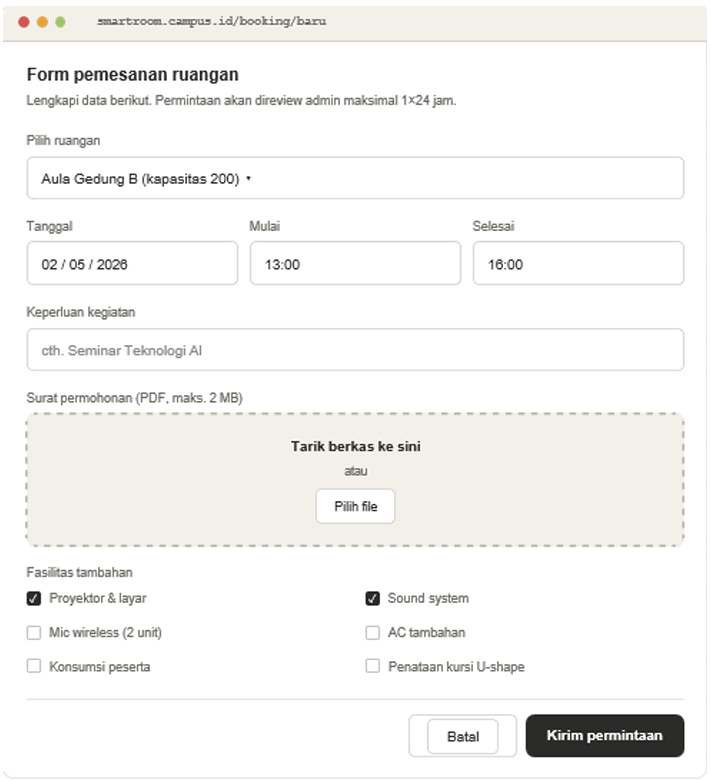 smartroom.campus.id/booking/baru
Form pemesanan ruangan
Lengkapi data berikut. Permintaan akan direview admin maksimal 1×24 jam.
Pilih ruangan
Aula Gedung B (kapasitas 200)
Tanggal Mulai Selesai
02 / 05 / 2026 13:00 16:00
Keperluan kegiatan
cth. Seminar Teknologi AI
Surat permohonan (PDF, maks. 2 MB)
Tarik berkas ke sini
atau
Pilih file
Fasilitas tambahan
Proyektor & layar Sound system
Mic wireless (2 unit) AC tambahan
Konsumsi peserta Penataan kursi U-shape
Batal Kirim permintaan